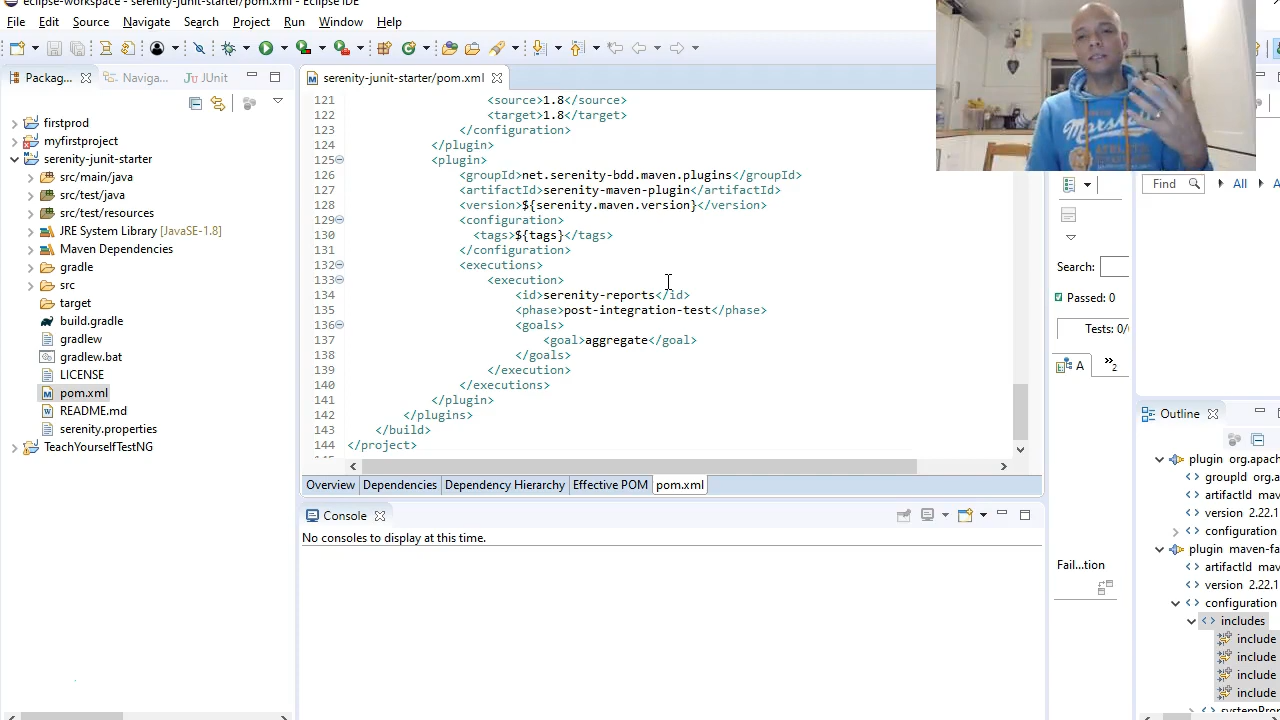 eclipse-workspace - serenity-junit-starter/pom.xml - Eclipse IDE
File Edit Source Navigate Search Project Run Window Help
Packag... Naviga... JUnit
firstprod
myfirstproject
serenity-junit-starter
src/main/java
src/test/java
src/test/resources
JRE System Library [JavaSE-1.8]
Maven Dependencies
gradle
src
target
build.gradle
gradlew
gradlew.bat
LICENSE
pom.xml
README.md
serenity.properties
TeachYourselfTestNG
serenity-junit-starter/pom.xml
121 <source>1.8</source>
122 <target>1.8</target>
123 </configuration>
124 </plugin>
125 <plugin>
126 <groupId>net.serenity-bdd.maven.plugins</groupId>
127 <artifactId>serenity-maven-plugin</artifactId>
128 <version>${serenity.maven.version}</version>
129 <configuration>
130 <tags>${tags}</tags>
131 </configuration>
132 <executions>
133 <execution>
134 <id>serenity-reports</id>
135 <phase>post-integration-test</phase>
136 <goals>
137 <goal>aggregate</goal>
138 </goals>
139 </execution>
140 </executions>
141 </plugin>
142 </plugins>
143 </build>
144 </project>
Overview Dependencies Dependency Hierarchy Effective POM pom.xml
Console
No consoles to display at this time.
Find All A
Search:
Passed: 0
Tests: 0/
A »2
Fail...tion
Outline
plugin org.apach
groupId org.a
artifactId mav
version 2.22.1
configuration
plugin maven-fa
artifactId mav
version 2.22.1
configuration
includes
include
include
include
include